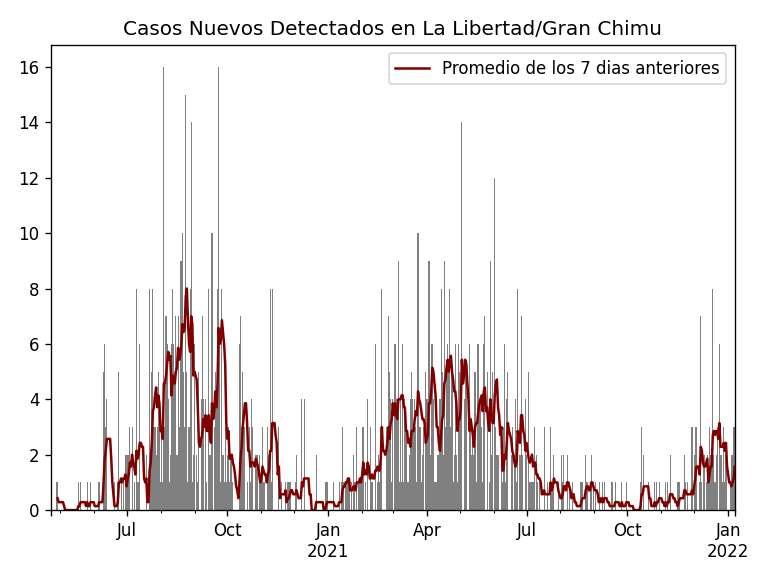 Casos Nuevos Detectados en La Libertad/Gran Chimu
Promedio de los 7 dias anteriores
16
14
12
10
8
6
4
2
0
Jul
Oct
Jan
2021
Apr
Jul
Oct
Jan
2022